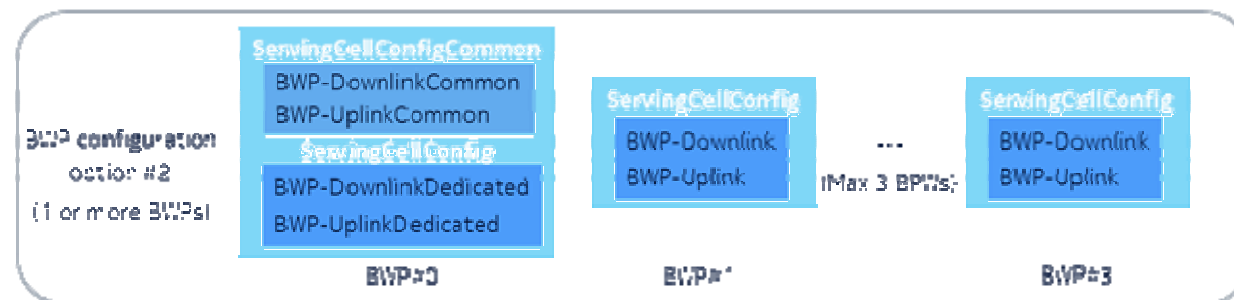 BWP configuration
option #2
(1 or more BWPs)
ServingCellConfigCommon
BWP-DownlinkCommon
BWP-UplinkCommon
ServingCellConfig
BWP-DownlinkDedicated
BWP-UplinkDedicated
BWP#0
ServingCellConfig
BWP-Downlink
BWP-Uplink
BWP#1
...
(Max 3 BPWs)
ServingCellConfig
BWP-Downlink
BWP-Uplink
BWP#3